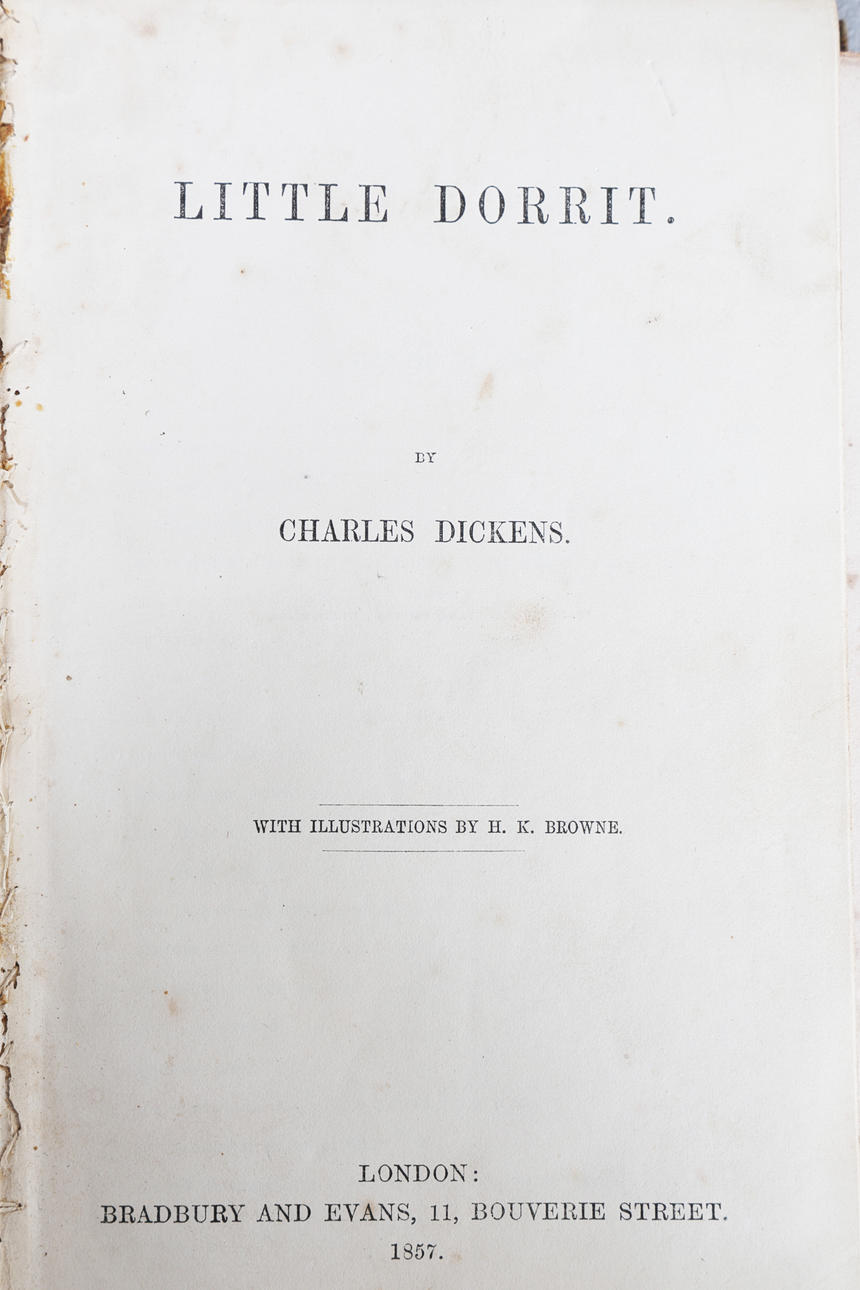 LITTLE DORRIT.
BY
CHARLES DICKENS.
WITH ILLUSTRATIONS BY H. K. BROWNE.
LONDON:
BRADBURY AND EVANS, 11, BOUVERIE STREET.
1857.